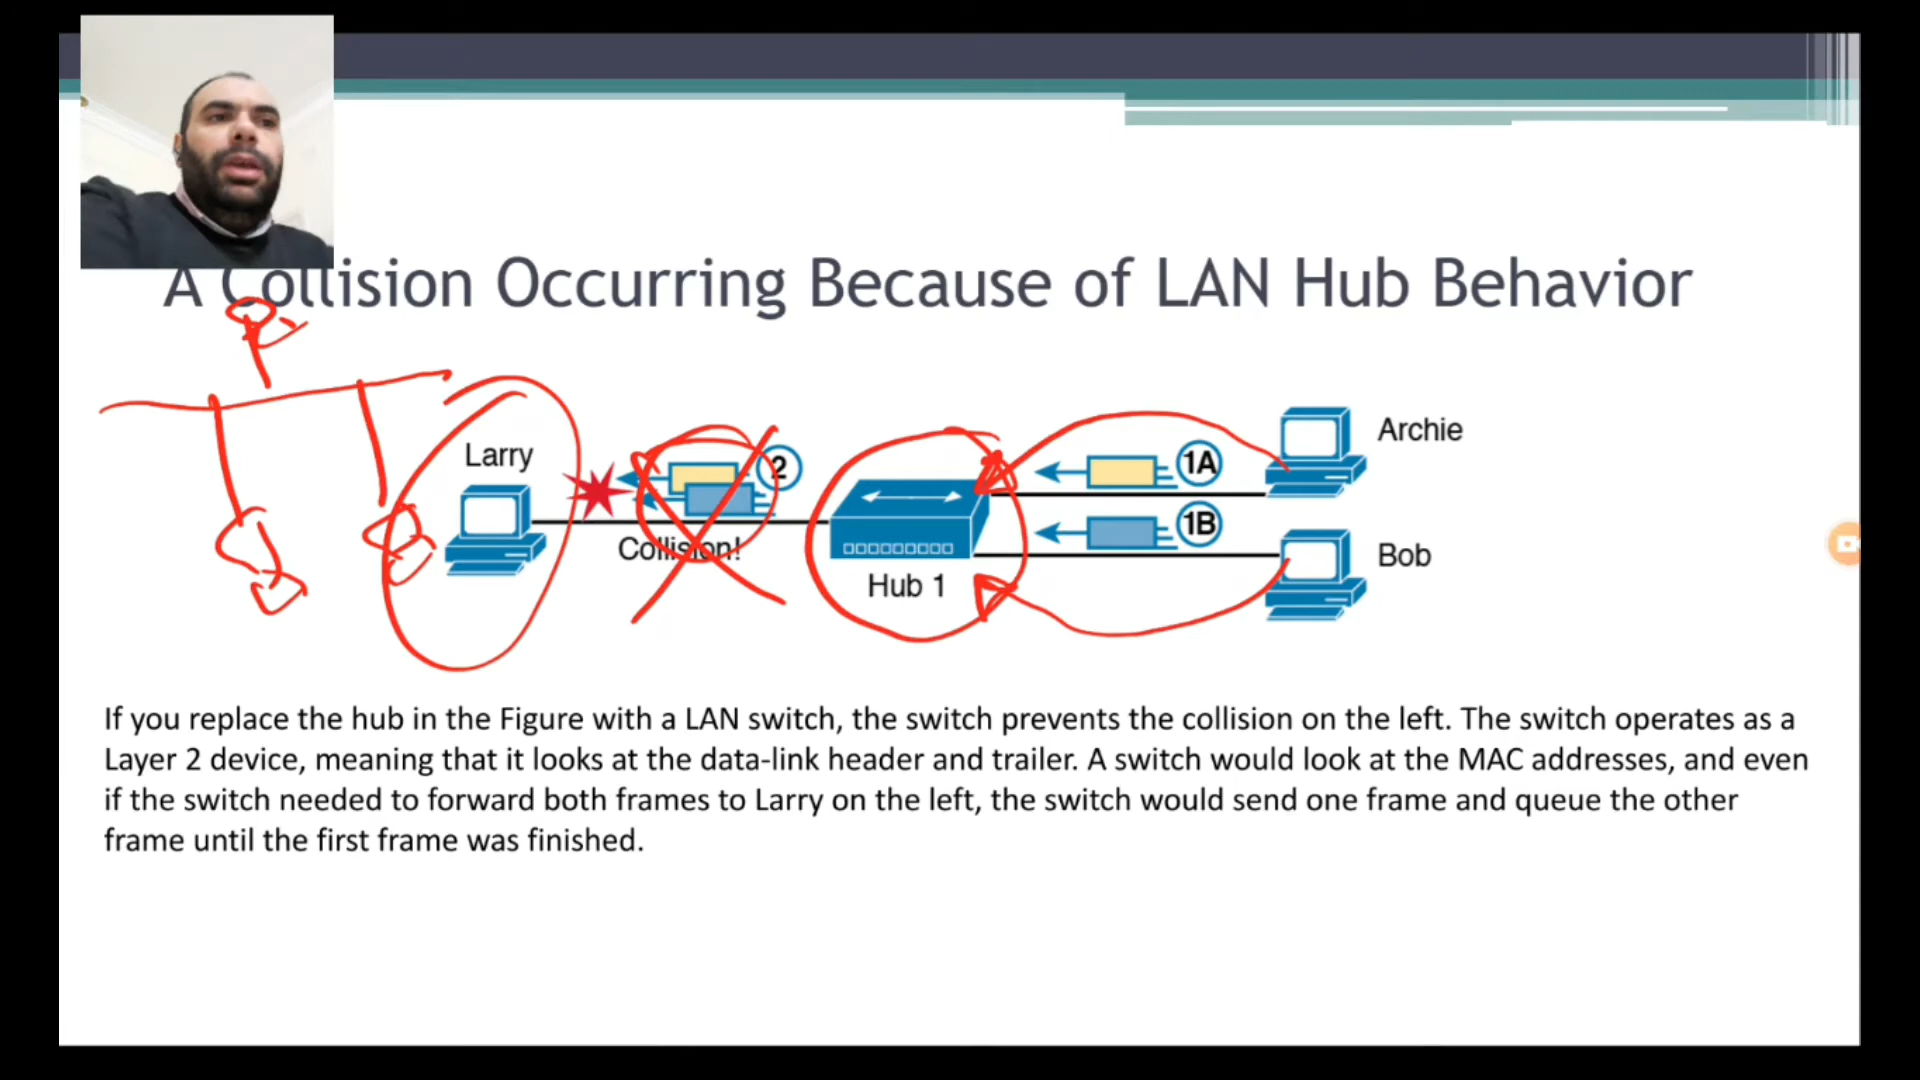 A Collision Occurring Because of LAN Hub Behavior
Larry
2
Collision!
Hub 1
1A
1B
Archie
Bob
If you replace the hub in the Figure with a LAN switch, the switch prevents the collision on the left. The switch operates as a
Layer 2 device, meaning that it looks at the data-link header and trailer. A switch would look at the MAC addresses, and even
if the switch needed to forward both frames to Larry on the left, the switch would send one frame and queue the other
frame until the first frame was finished.